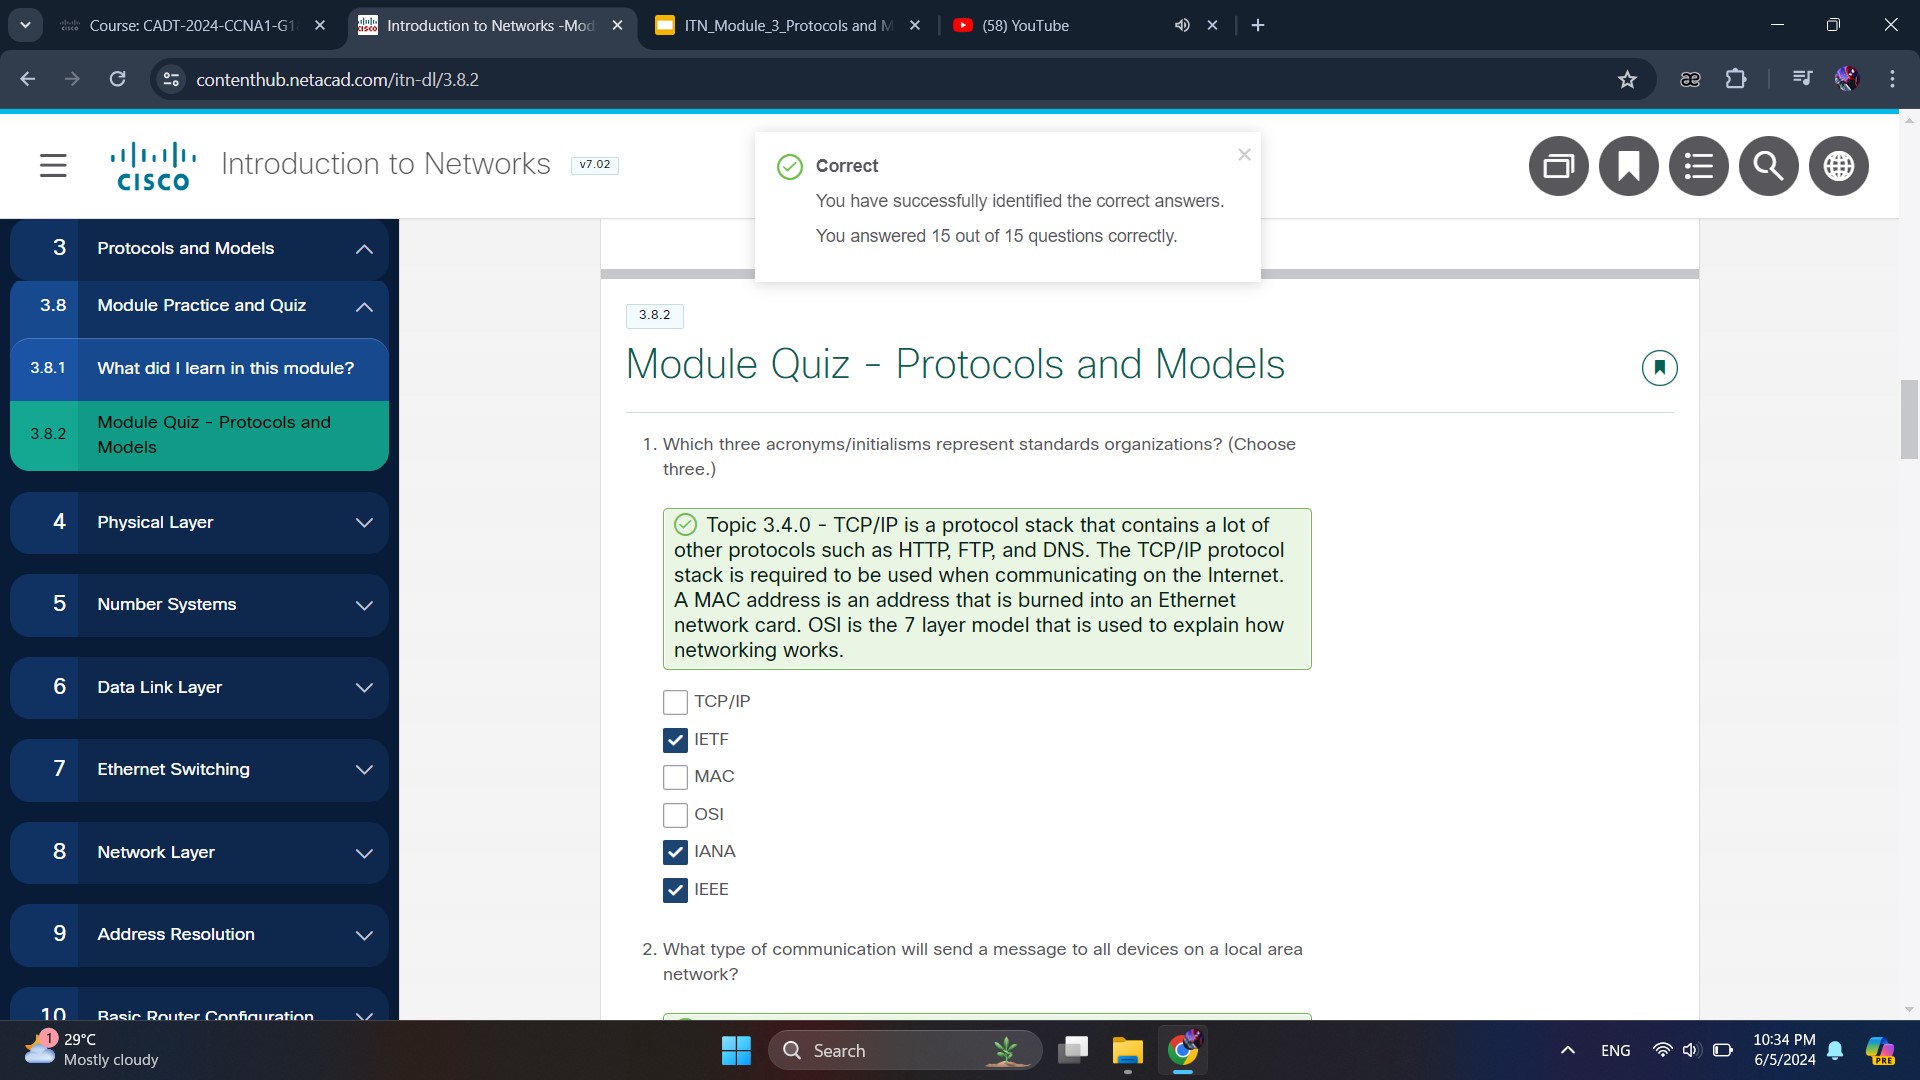 Course: CADT-2024-CCNA1-G1
Introduction to Networks -Mod
ITN_Module_3_Protocols and M
(58) YouTube
contenthub.netacad.com/itn-dl/3.8.2
æ
CISCO
Introduction to Networks
v7.02
Correct
You have successfully identified the correct answers.
You answered 15 out of 15 questions correctly.
3 Protocols and Models
3.8 Module Practice and Quiz
3.8.1 What did I learn in this module?
3.8.2 Module Quiz - Protocols and
Models
4 Physical Layer
5 Number Systems
6 Data Link Layer
7 Ethernet Switching
8 Network Layer
9 Address Resolution
10 Basic Router Configuration
3.8.2
Module Quiz - Protocols and Models
1. Which three acronyms/initialisms represent standards organizations? (Choose
three.)
Topic 3.4.0 - TCP/IP is a protocol stack that contains a lot of
other protocols such as HTTP, FTP, and DNS. The TCP/IP protocol
stack is required to be used when communicating on the Internet.
A MAC address is an address that is burned into an Ethernet
network card. OSI is the 7 layer model that is used to explain how
networking works.
TCP/IP
IETF
MAC
OSI
IANA
IEEE
2. What type of communication will send a message to all devices on a local area
network?
1
29°C
Mostly cloudy
Search
ENG
10:34 PM
6/5/2024
PRE